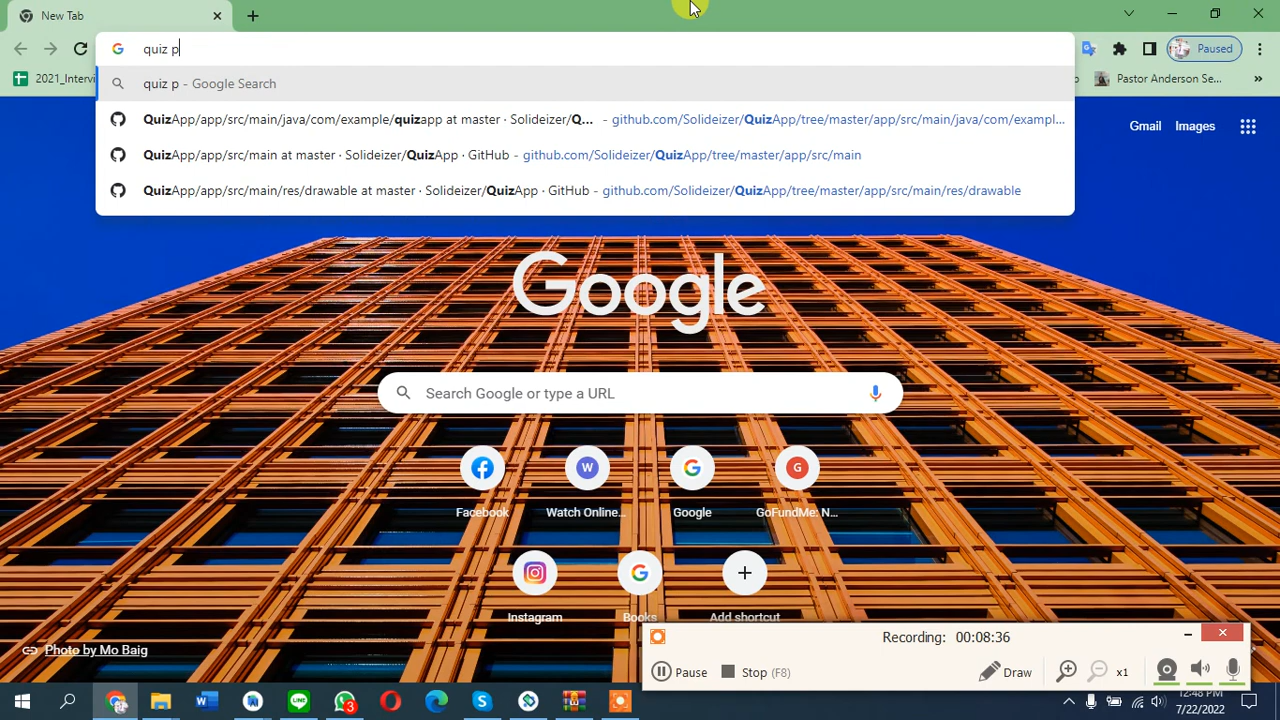 New Tab
quiz p
Paused
2021_Intervi
Pastor Anderson Se...
»
quiz p - Google Search
QuizApp/app/src/main/java/com/example/quizapp at master · Solideizer/Q... - github.com/Solideizer/QuizApp/tree/master/app/src/main/java/com/exampl...
QuizApp/app/src/main at master · Solideizer/QuizApp · GitHub - github.com/Solideizer/QuizApp/tree/master/app/src/main
QuizApp/app/src/main/res/drawable at master · Solideizer/QuizApp · GitHub - github.com/Solideizer/QuizApp/tree/master/app/src/main/res/drawable
Gmail Images
Google
Search Google or type a URL
W G
Facebook Watch Online... Google GoFundMe: N...
Instagram Books Add shortcut
Recording: 00:08:36
Photo by Mo Baig
Pause Stop (F8) Draw x1
3
12:48 PM
7/22/2022